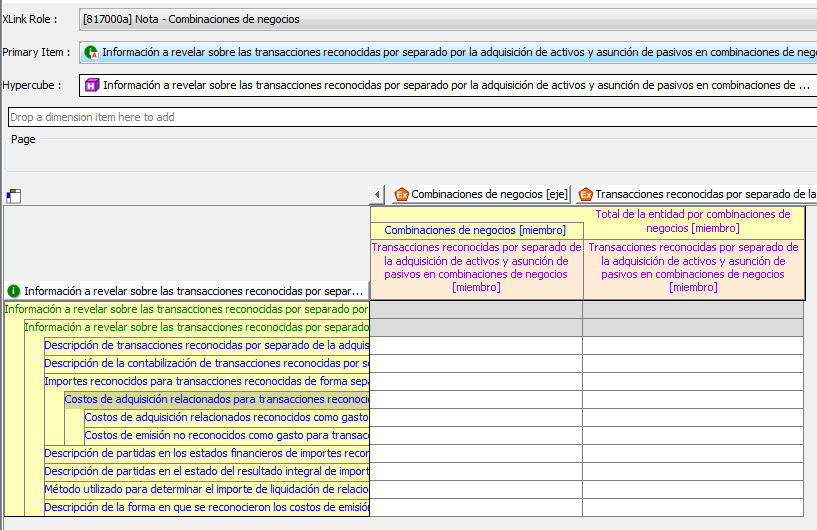 XLink Role :
[817000a] Nota - Combinaciones de negocios
Primary Item :
Información a revelar sobre las transacciones reconocidas por separado por la adquisición de activos y asunción de pasivos en combinaciones de nego
Hypercube :
Información a revelar sobre las transacciones reconocidas por separado por la adquisición de activos y asunción de pasivos en combinaciones de ...
Drop a dimension item here to add
Page
Combinaciones de negocios [eje]
Transacciones reconocidas por separado de la
Total de la entidad por combinaciones de
negocios [miembro]
Combinaciones de negocios [miembro]
Transacciones reconocidas por separado de
la adquisición de activos y asunción de
pasivos en combinaciones de negocios
[miembro]
Transacciones reconocidas por separado de
la adquisición de activos y asunción de
pasivos en combinaciones de negocios
[miembro]
Información a revelar sobre las transacciones reconocidas por separ...
Información a revelar sobre las transacciones reconocidas por separado por
Información a revelar sobre las transacciones reconocidas por separado
Descripción de transacciones reconocidas por separado de la adquis
Descripción de la contabilización de transacciones reconocidas por se
Importes reconocidos para transacciones reconocidas de forma sepa
Costos de adquisición relacionados para transacciones reconoci
Costos de adquisición relacionados reconocidos como gasto
Costos de emisión no reconocidos como gasto para transac
Descripción de partidas en los estados financieros de importes recon
Descripción de partidas en el estado del resultado integral de import
Método utilizado para determinar el importe de liquidación de relacio
Descripción de la forma en que se reconocieron los costos de emisión